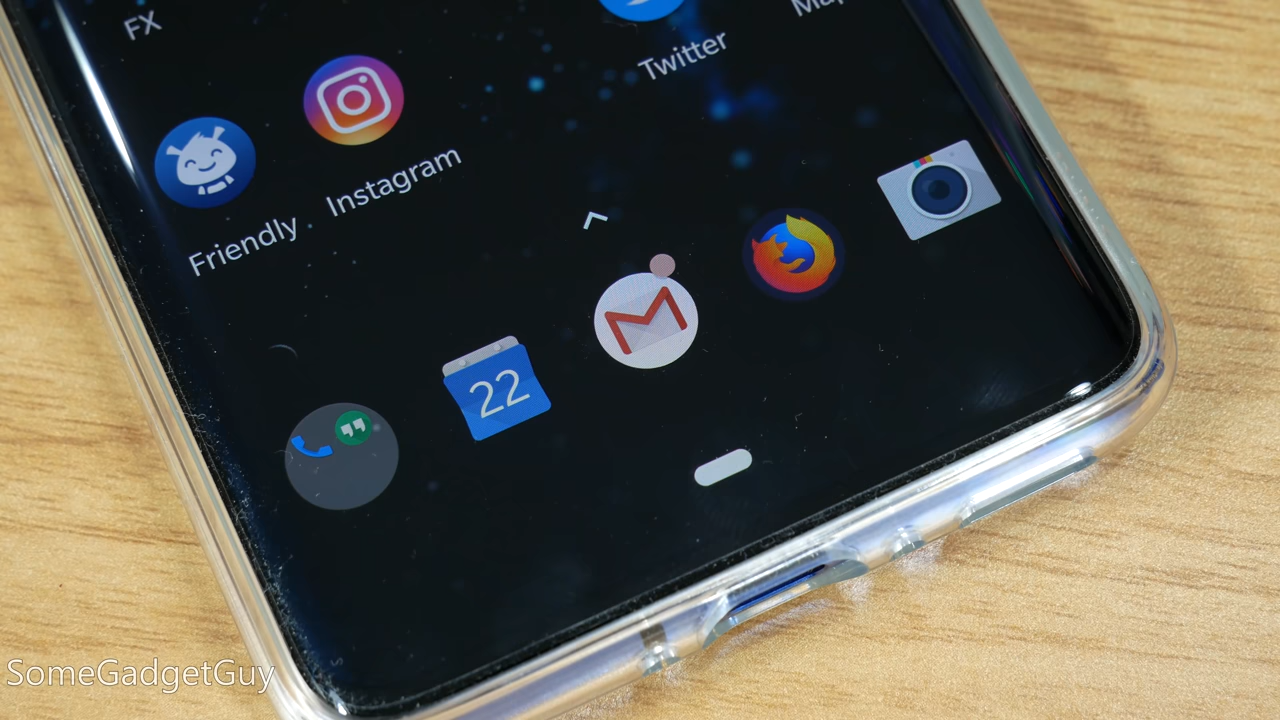 FX
Twitter
Friendly .
Instagram
22
SomeGadgetGuy